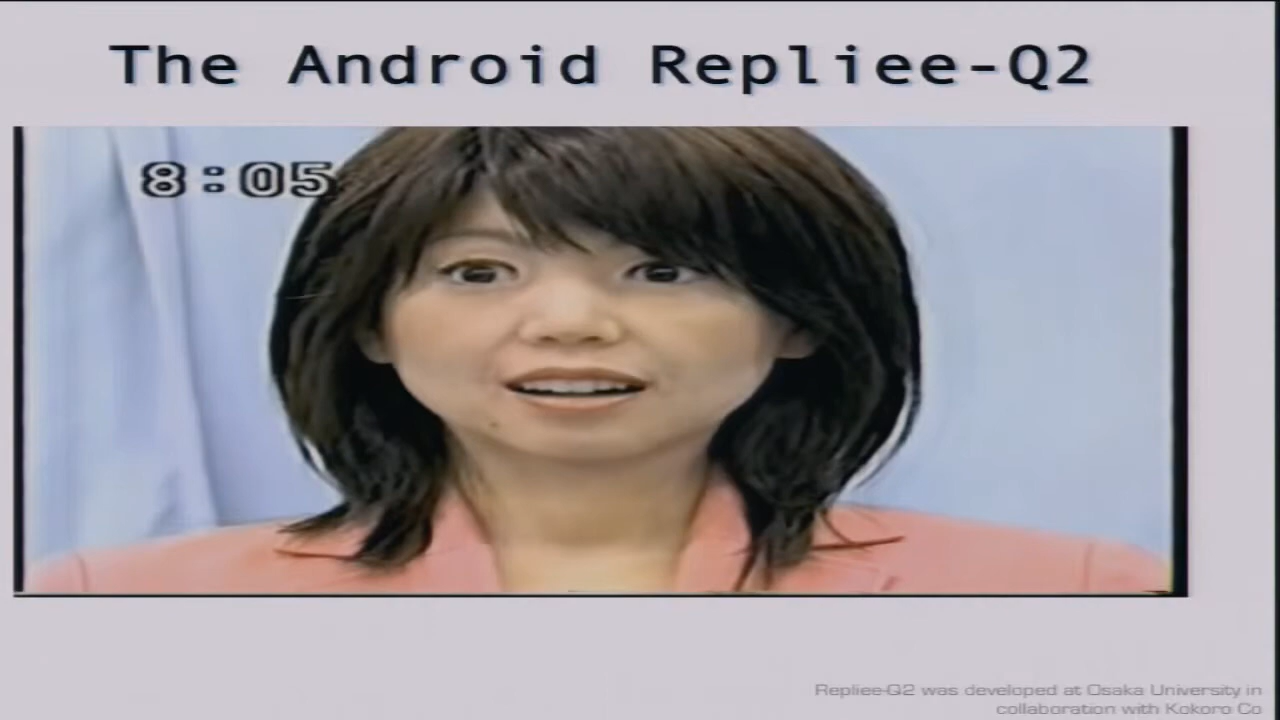 The Android Repliee-Q2
8:05
Repliee-Q2 was developed at Osaka University in
collaboration with Kokoro Co